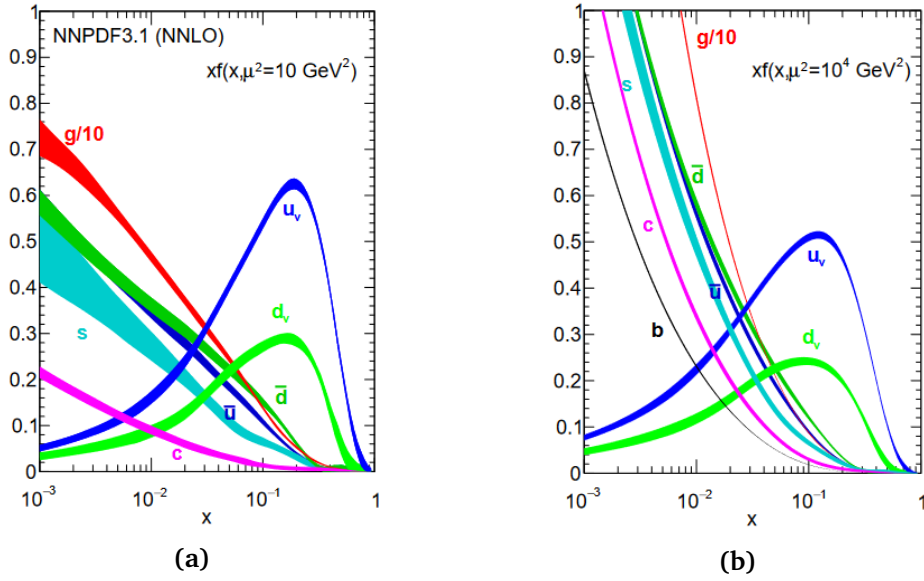 NNPDF3.1 (NNLO)
xf(x,μ²=10 GeV²)
g/10
u_v
d_v
s
d̅
u̅
c
1
0.9
0.8
0.7
0.6
0.5
0.4
0.3
0.2
0.1
0
10⁻³
10⁻²
10⁻¹
1
x
(a)
g/10
xf(x,μ²=10⁴ GeV²)
s
d̅
c
u_v
u̅
b
d_v
1
0.9
0.8
0.7
0.6
0.5
0.4
0.3
0.2
0.1
0
10⁻³
10⁻²
10⁻¹
1
x
(b)